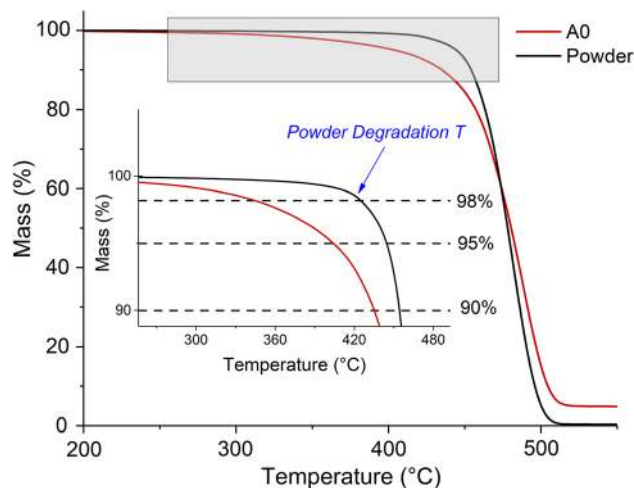 100
80
60
40
20
0
Mass (%)
200
300
400
500
Temperature (°C)
A0
Powder
Powder Degradation T
100
90
Mass (%)
98%
95%
90%
300
360
420
480
Temperature (°C)